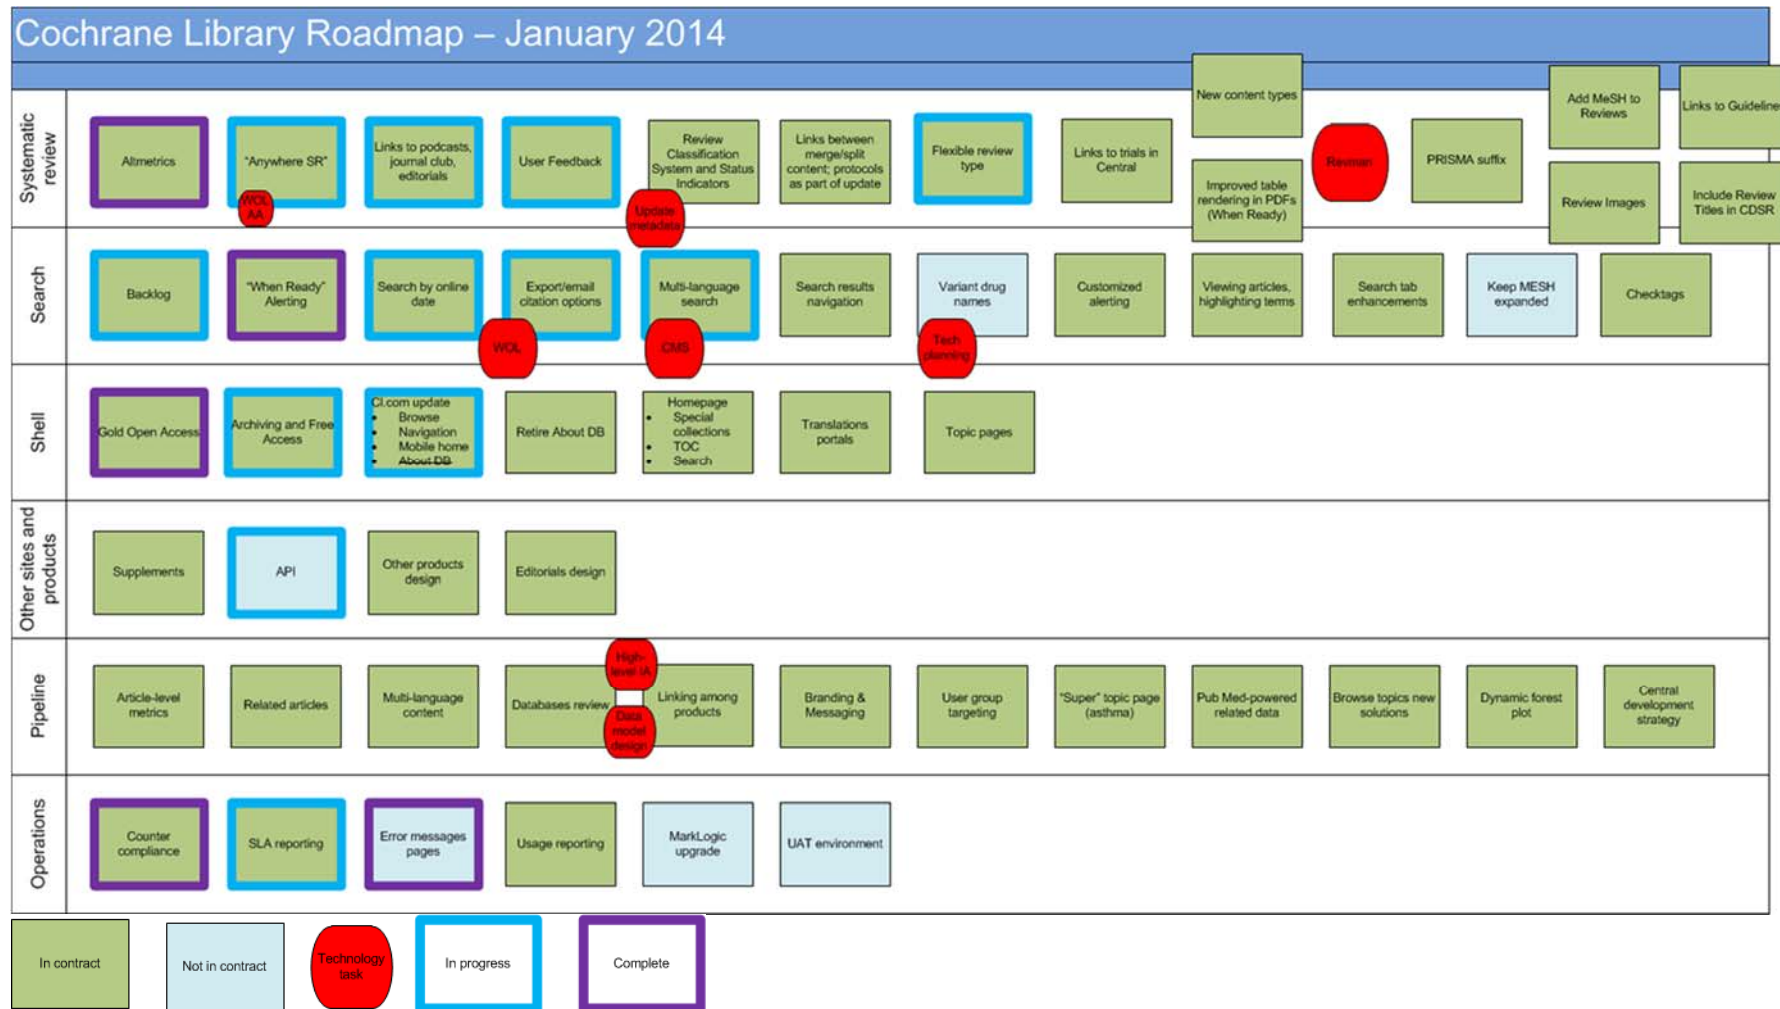 Cochrane Library Roadmap – January 2014
Systematic
review
Altmetrics
"Anywhere SR"
WOL
AA
Links to podcasts,
journal club,
editorials
User Feedback
Review
Classification
System and Status
Indicators
Update
metadata
Links between
merge/split
content; protocols
as part of update
Flexible review
type
Links to trials in
Central
New content types
Improved table
rendering in PDFs
(When Ready)
Revman
PRISMA suffix
Add MeSH to
Reviews
Review Images
Links to Guideline
Include Review
Titles in CDSR
Search
Backlog
"When Ready"
Alerting
Search by online
date
Export/email
citation options
WOL
Multi-language
search
CMS
Search results
navigation
Variant drug
names
Tech
planning
Customized
alerting
Viewing articles,
highlighting terms
Search tab
enhancements
Keep MESH
expanded
Checktags
Shell
Gold Open Access
Archiving and Free
Access
Cl.com update
• Browse
• Navigation
• Mobile home
• About DB
Retire About DB
Homepage
• Special
collections
• TOC
• Search
Translations
portals
Topic pages
Other sites and
products
Supplements
API
Other products
design
Editorials design
Pipeline
Article-level
metrics
Related articles
Multi-language
content
Databases review
High-
level IA
Data
model
design
Linking among
products
Branding &
Messaging
User group
targeting
"Super" topic page
(asthma)
Pub Med-powered
related data
Browse topics new
solutions
Dynamic forest
plot
Central
development
strategy
Operations
Counter
compliance
SLA reporting
Error messages
pages
Usage reporting
MarkLogic
upgrade
UAT environment
In contract
Not in contract
Technology
task
In progress
Complete